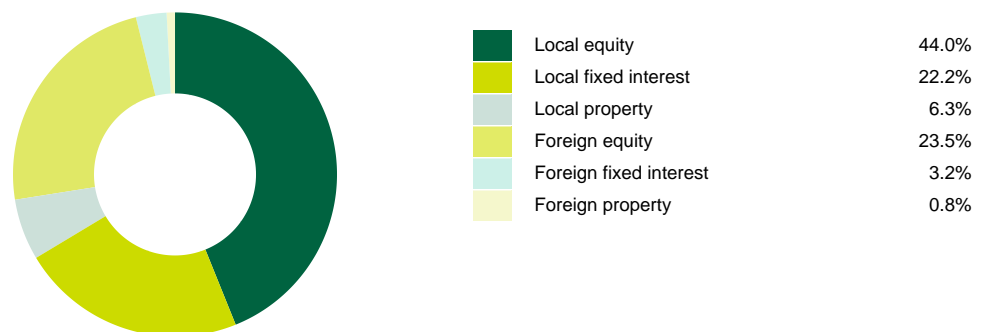 Local equity 44.0%
Local fixed interest 22.2%
Local property 6.3%
Foreign equity 23.5%
Foreign fixed interest 3.2%
Foreign property 0.8%